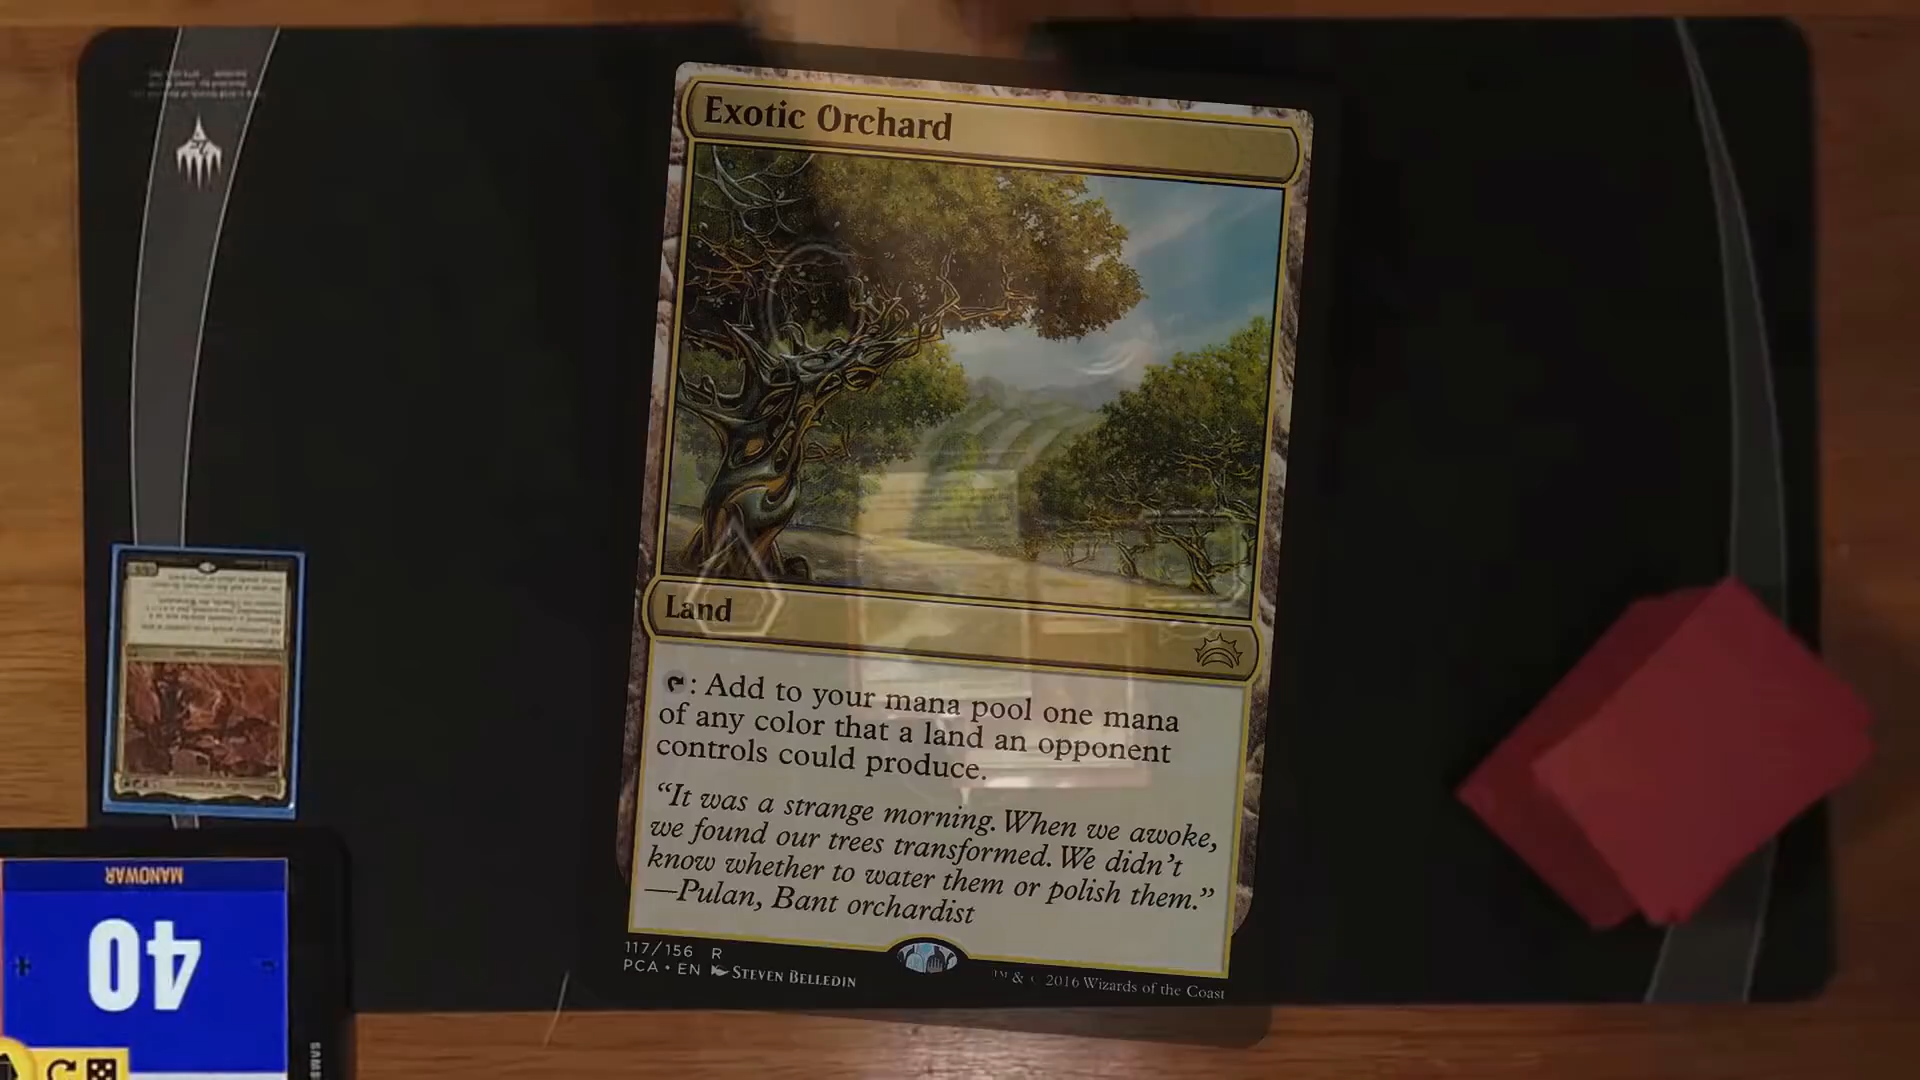 Exotic Orchard
Land
: Add to your mana pool one mana
of any color that a land an opponent
controls could produce.
“It was a strange morning. When we awoke,
we found our trees transformed. We didn’t
know whether to water them or polish them.”
—Pulan, Bant orchardist
117/156 R
PCA • EN STEVEN BELLEDIN
™ & © 2016 Wizards of the Coast
MANOWAR
40